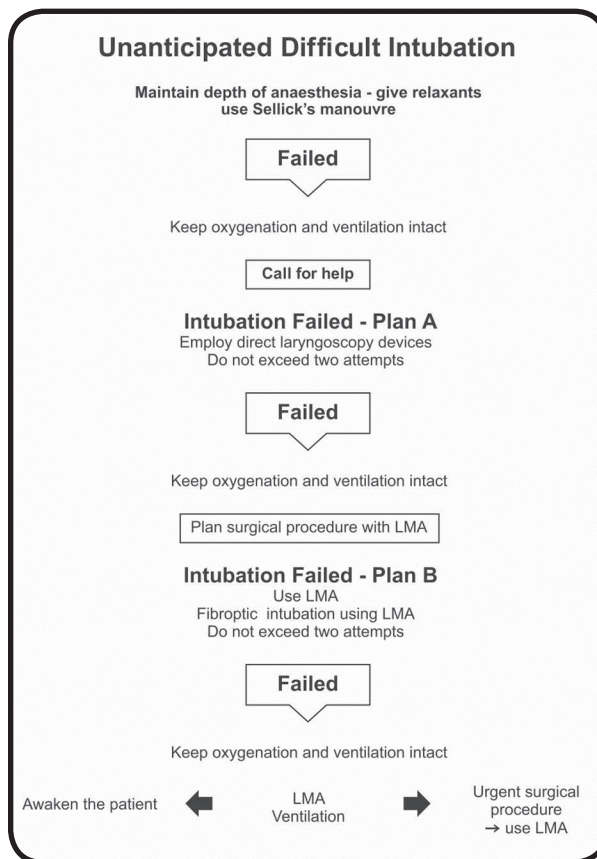 Unanticipated Difficult Intubation
Maintain depth of anaesthesia - give relaxants
use Sellick's manouvre
Failed
Keep oxygenation and ventilation intact
Call for help
Intubation Failed - Plan A
Employ direct laryngoscopy devices
Do not exceed two attempts
Failed
Keep oxygenation and ventilation intact
Plan surgical procedure with LMA
Intubation Failed - Plan B
Use LMA
Fibroptic intubation using LMA
Do not exceed two attempts
Failed
Keep oxygenation and ventilation intact
Awaken the patient
LMA
Ventilation
Urgent surgical
procedure
→ use LMA